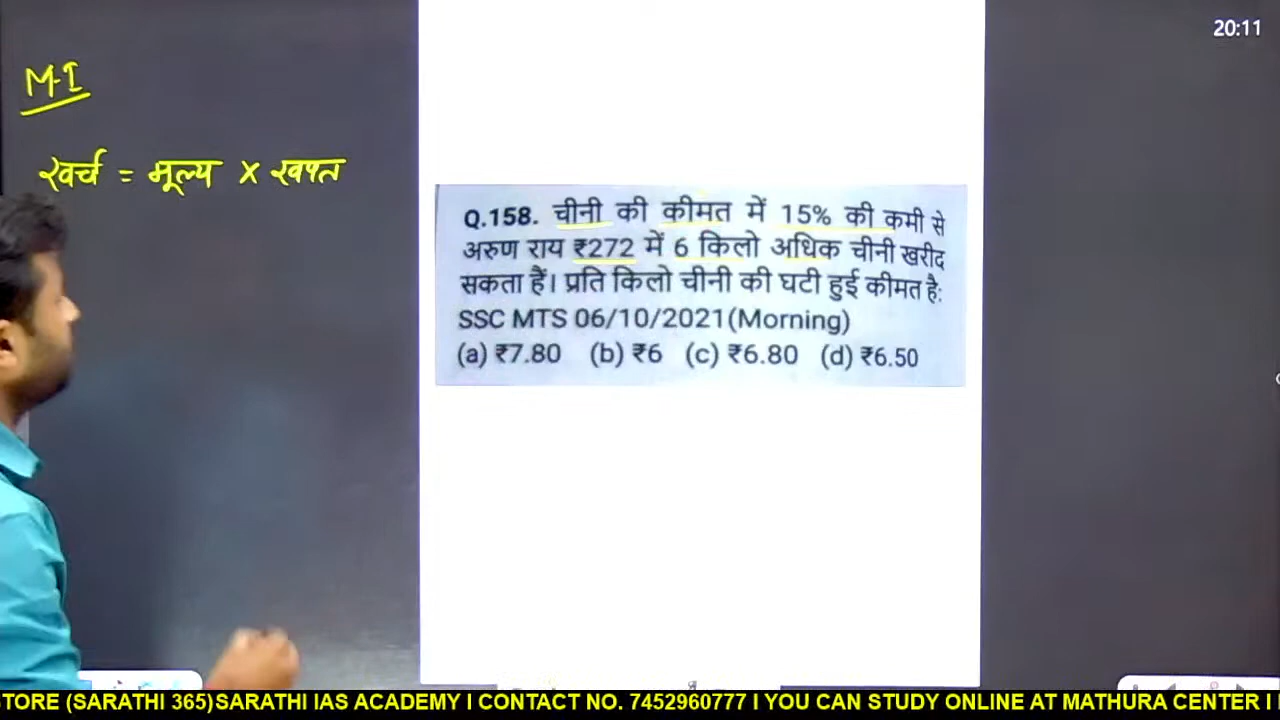 20:11
M-I
खर्च = मूल्य × खपत
Q.158. चीनी की कीमत में 15% की कमी से
अरुण राय ₹272 में 6 किलो अधिक चीनी खरीद
सकता हैं। प्रति किलो चीनी की घटी हुई कीमत है:
SSC MTS 06/10/2021(Morning)
(a) ₹7.80 (b) ₹6 (c) ₹6.80 (d) ₹6.50
TORE (SARATHI 365)SARATHI IAS ACADEMY I CONTACT NO. 7452960777 I YOU CAN STUDY ONLINE AT MATHURA CENTER I